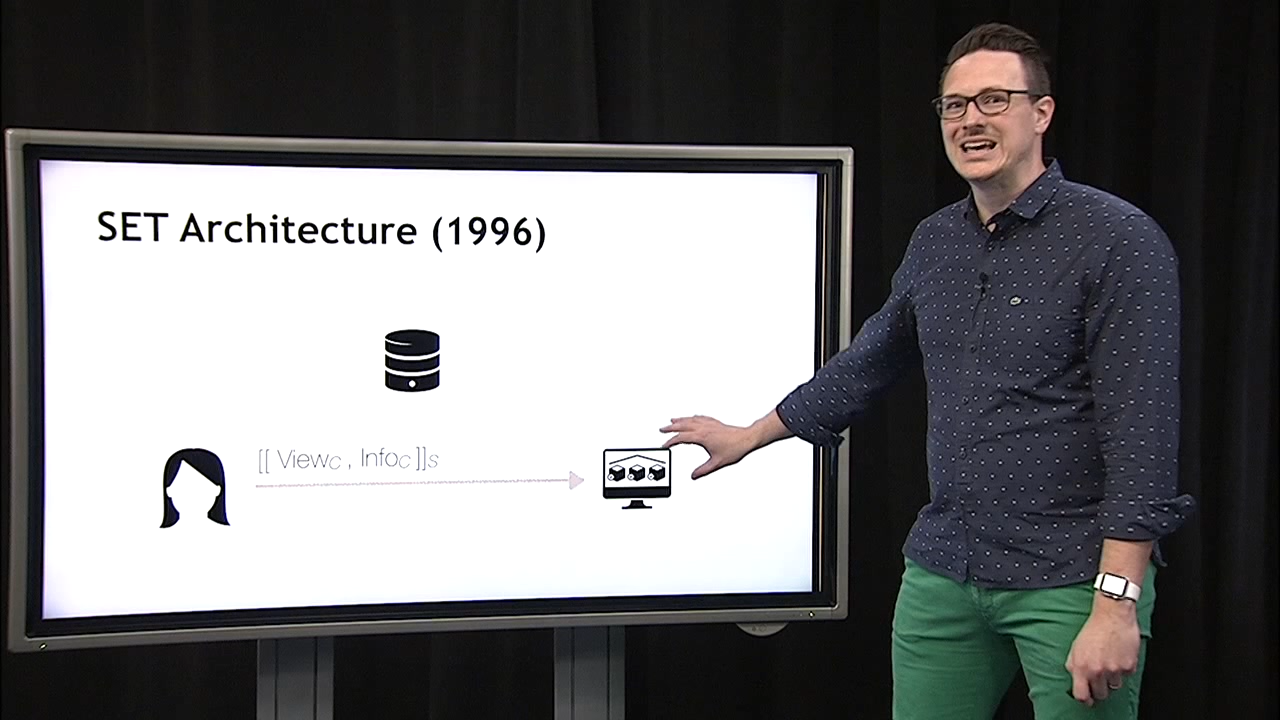 SET Architecture (1996)
[[ Viewc , Infoc ]]s